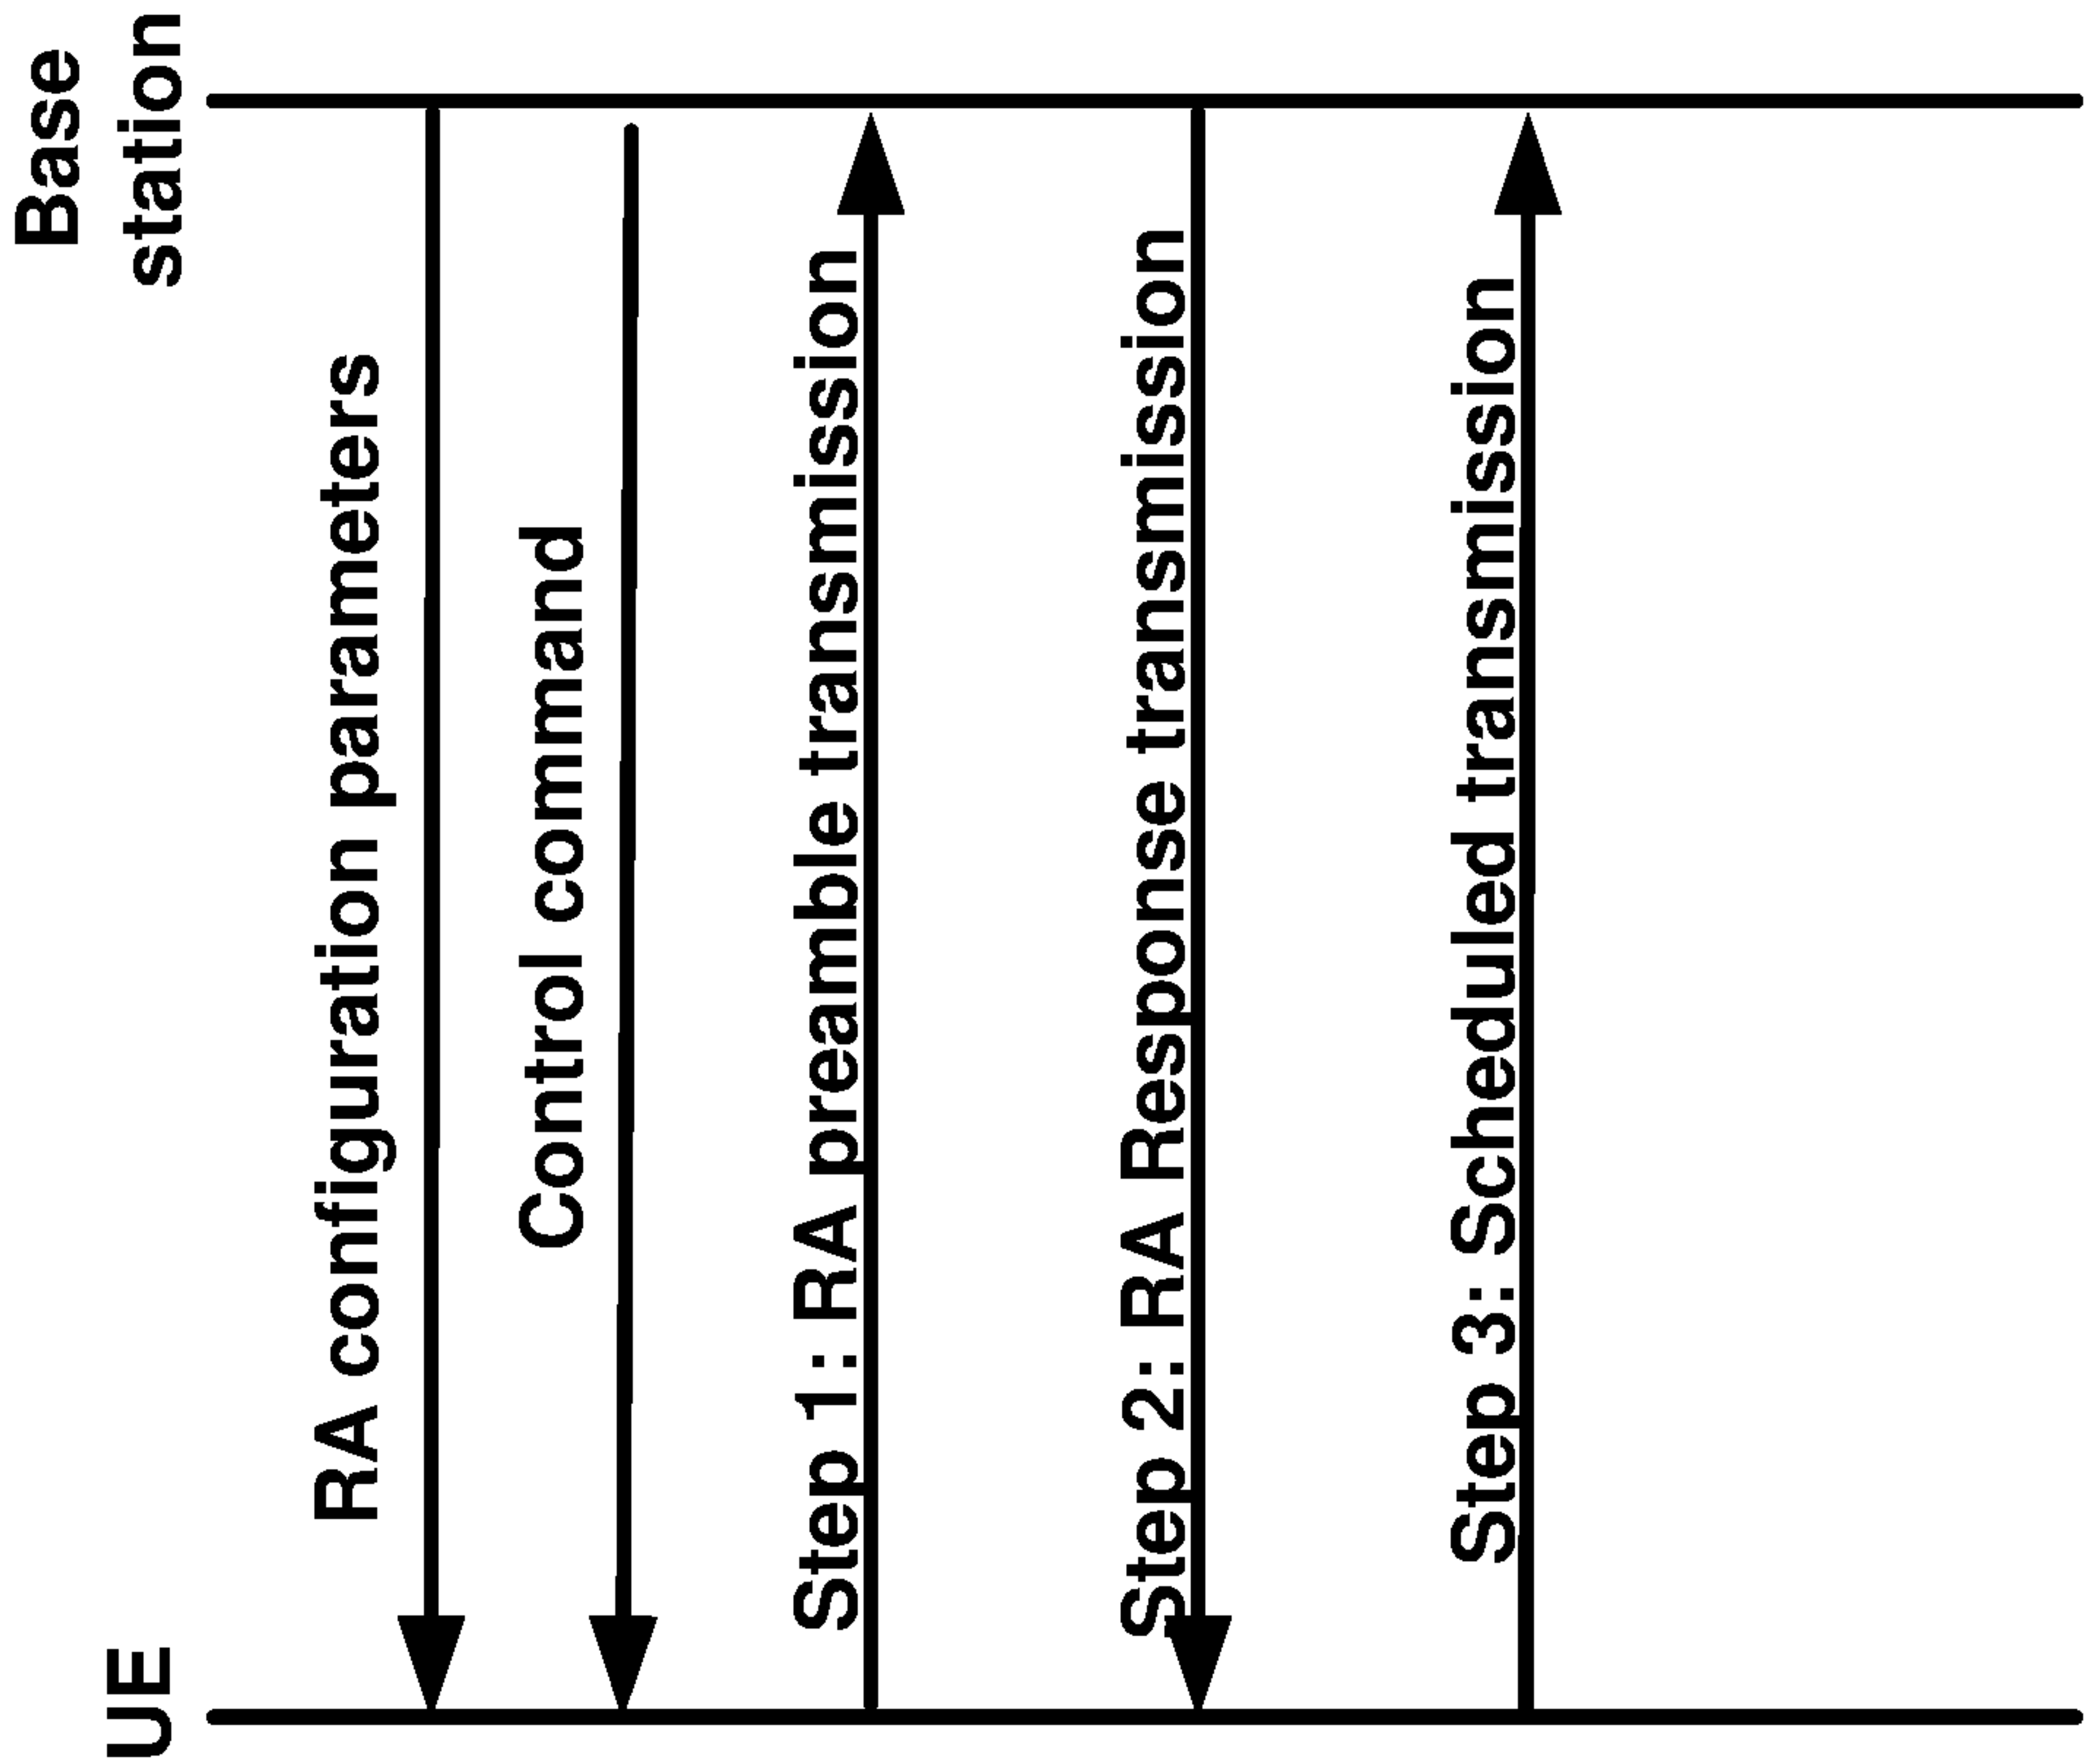 UE
Base
station
RA configuration parameters
Control command
Step 1: RA preamble transmission
Step 2: RA Response transmission
Step 3: Scheduled transmission